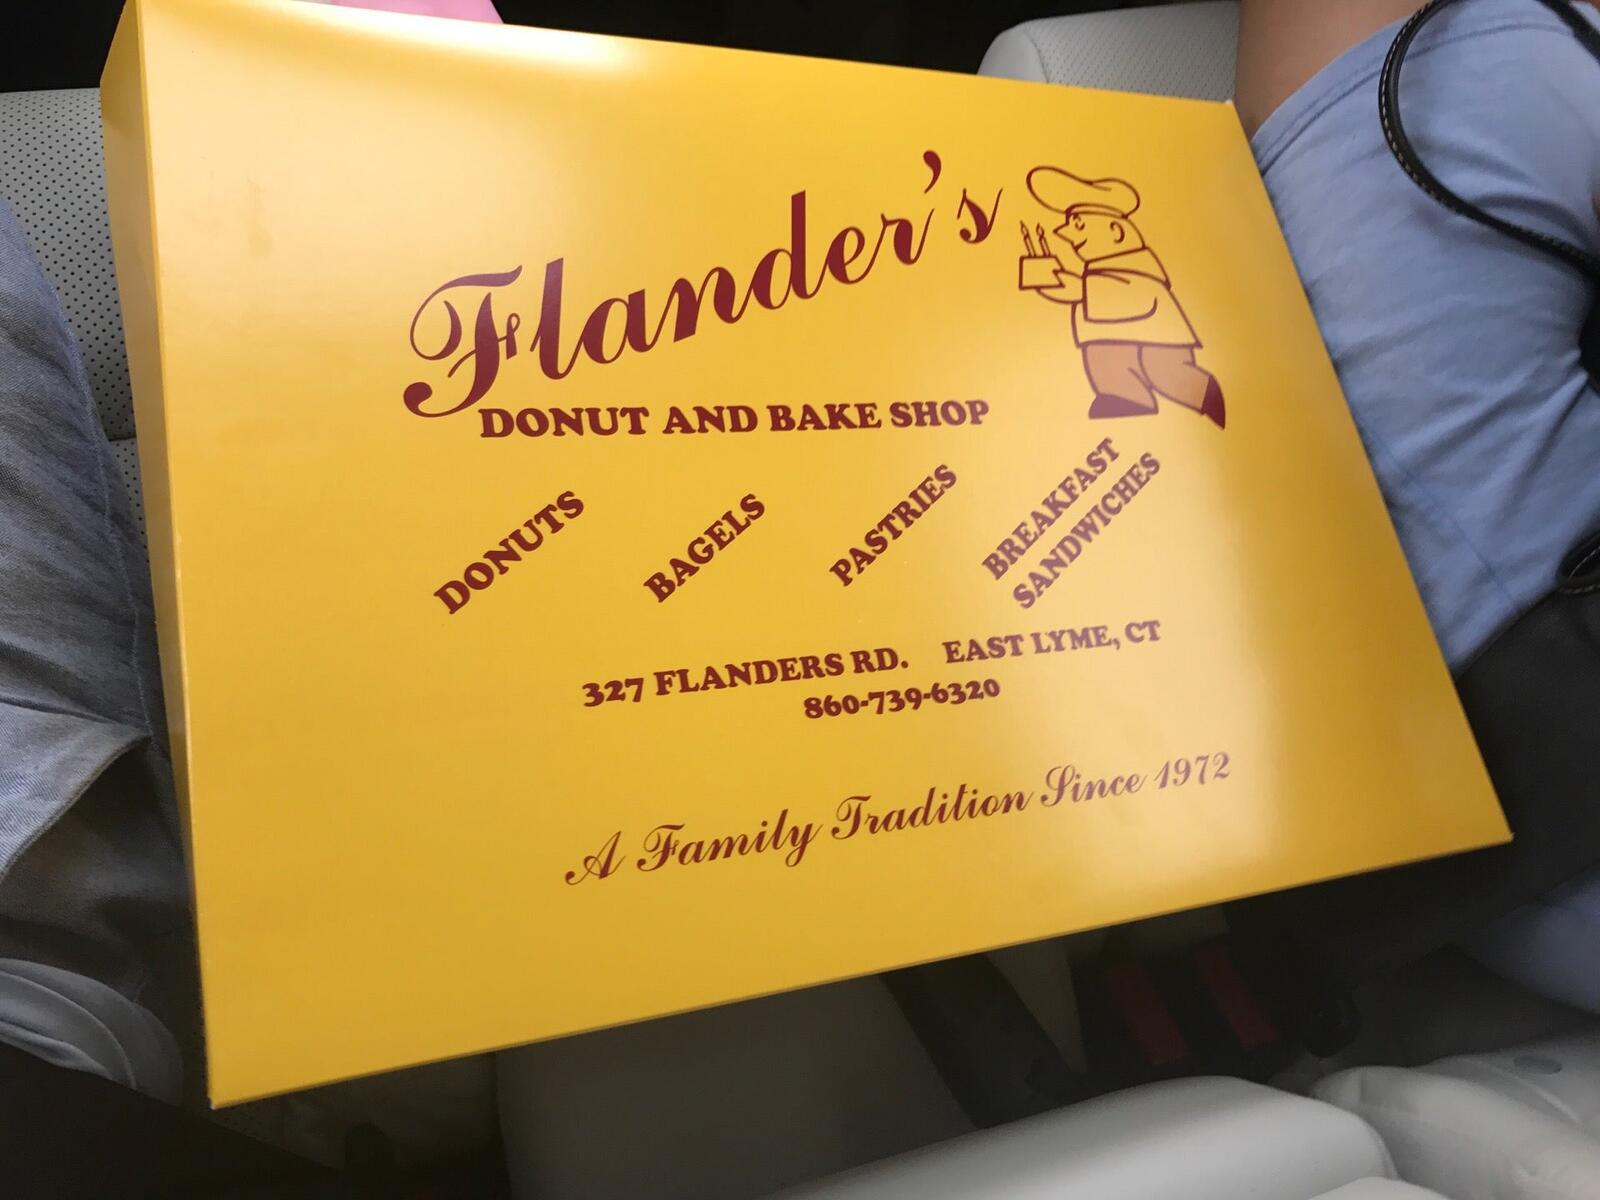 Flander's
DONUT AND BAKE SHOP
DONUTS
BAGELS
PASTRIES
BREAKFAST
SANDWICHES
327 FLANDERS RD. EAST LYME, CT
860-739-6320
A Family Tradition Since 1972